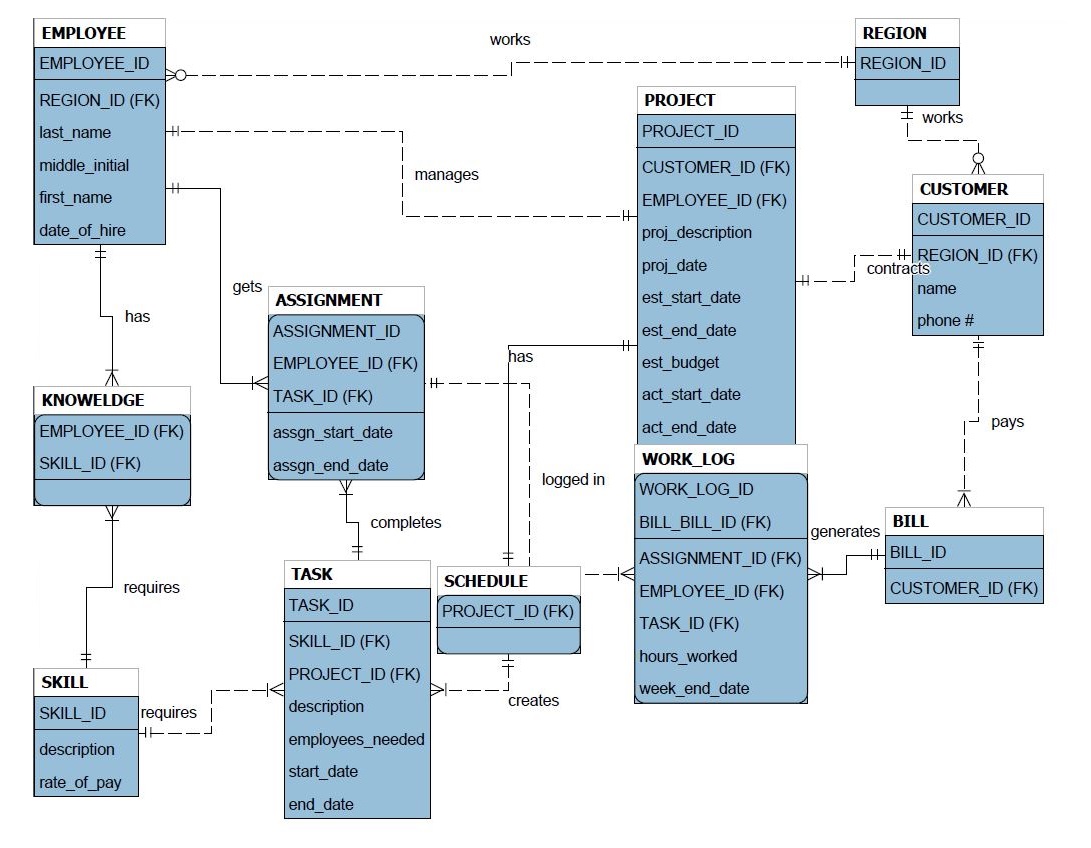 EMPLOYEE
EMPLOYEE_ID
REGION_ID (FK)
last_name
middle_initial
first_name
date_of_hire
works
REGION
REGION_ID
works
manages
PROJECT
PROJECT_ID
CUSTOMER_ID (FK)
EMPLOYEE_ID (FK)
proj_description
proj_date
est_start_date
est_end_date
est_budget
act_start_date
act_end_date
CUSTOMER
CUSTOMER_ID
REGION_ID (FK)
name
phone #
contracts
gets
has
ASSIGNMENT
ASSIGNMENT_ID
EMPLOYEE_ID (FK)
TASK_ID (FK)
assgn_start_date
assgn_end_date
has
KNOWELDGE
EMPLOYEE_ID (FK)
SKILL_ID (FK)
logged in
completes
pays
WORK_LOG
WORK_LOG_ID
BILL_BILL_ID (FK)
ASSIGNMENT_ID (FK)
EMPLOYEE_ID (FK)
TASK_ID (FK)
hours_worked
week_end_date
generates
BILL
BILL_ID
CUSTOMER_ID (FK)
requires
TASK
TASK_ID
SKILL_ID (FK)
PROJECT_ID (FK)
description
employees_needed
start_date
end_date
SCHEDULE
PROJECT_ID (FK)
creates
SKILL
SKILL_ID
description
rate_of_pay
requires